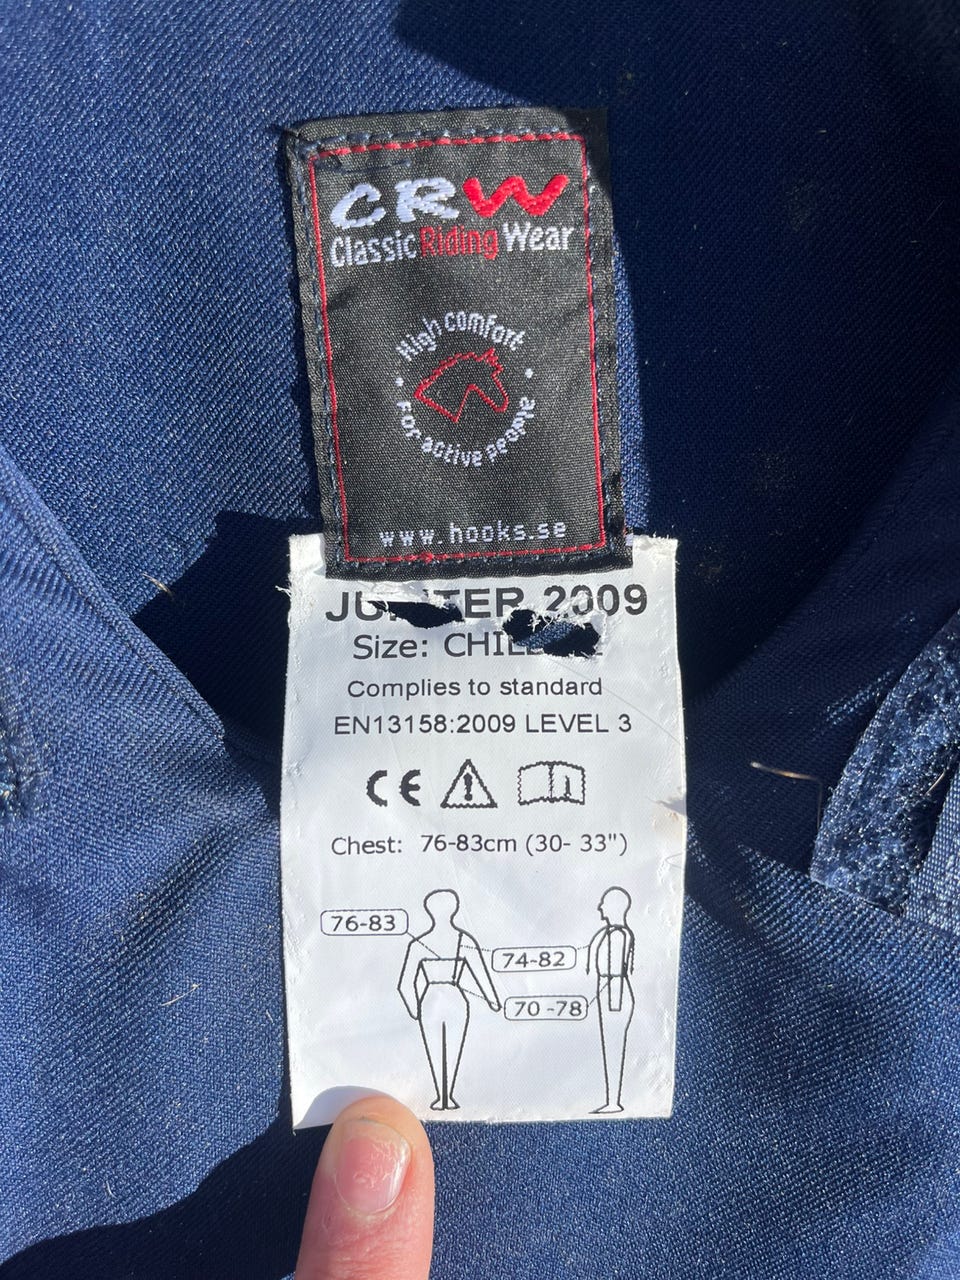 CRW
Classic Riding Wear
High comfort
• For active people •
www.hooks.se
2009
Size:
Complies to standard
EN13158:2009 LEVEL 3
CE
Chest: 76-83cm (30- 33")
76-83
74-82
70 -78